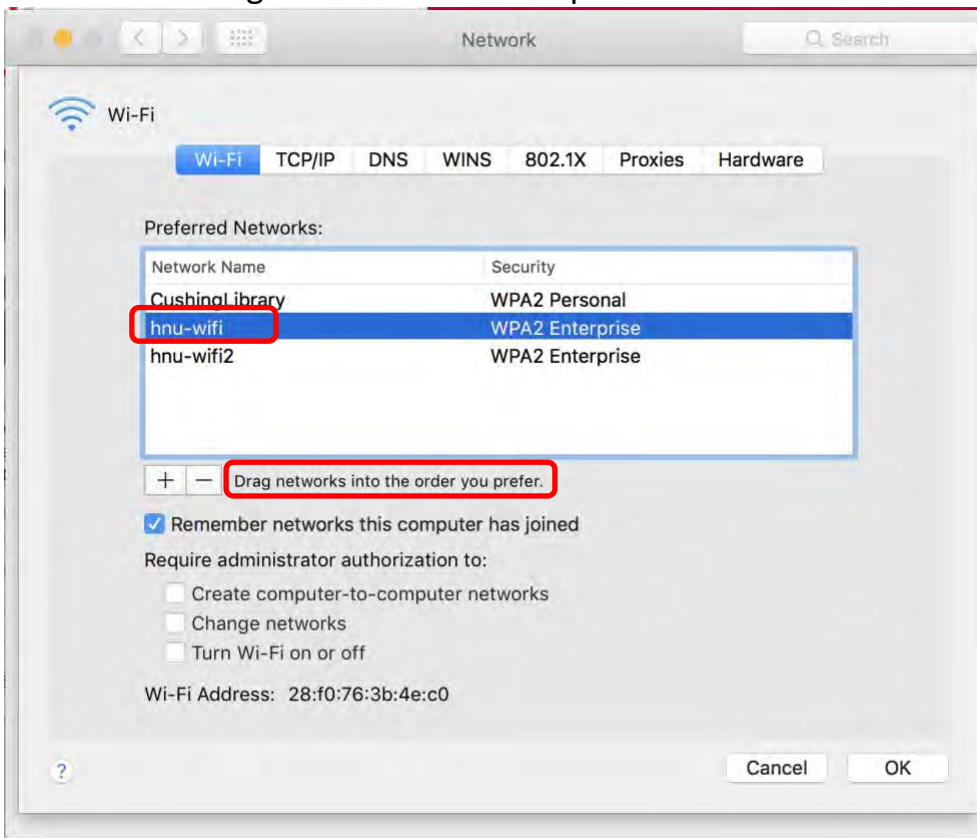 Network
Search
Wi-Fi
Wi-Fi TCP/IP DNS WINS 802.1X Proxies Hardware
Preferred Networks:
Network Name Security
CushingLibrary WPA2 Personal
hnu-wifi WPA2 Enterprise
hnu-wifi2 WPA2 Enterprise
+ − Drag networks into the order you prefer.
Remember networks this computer has joined
Require administrator authorization to:
Create computer-to-computer networks
Change networks
Turn Wi-Fi on or off
Wi-Fi Address: 28:f0:76:3b:4e:c0
? Cancel OK